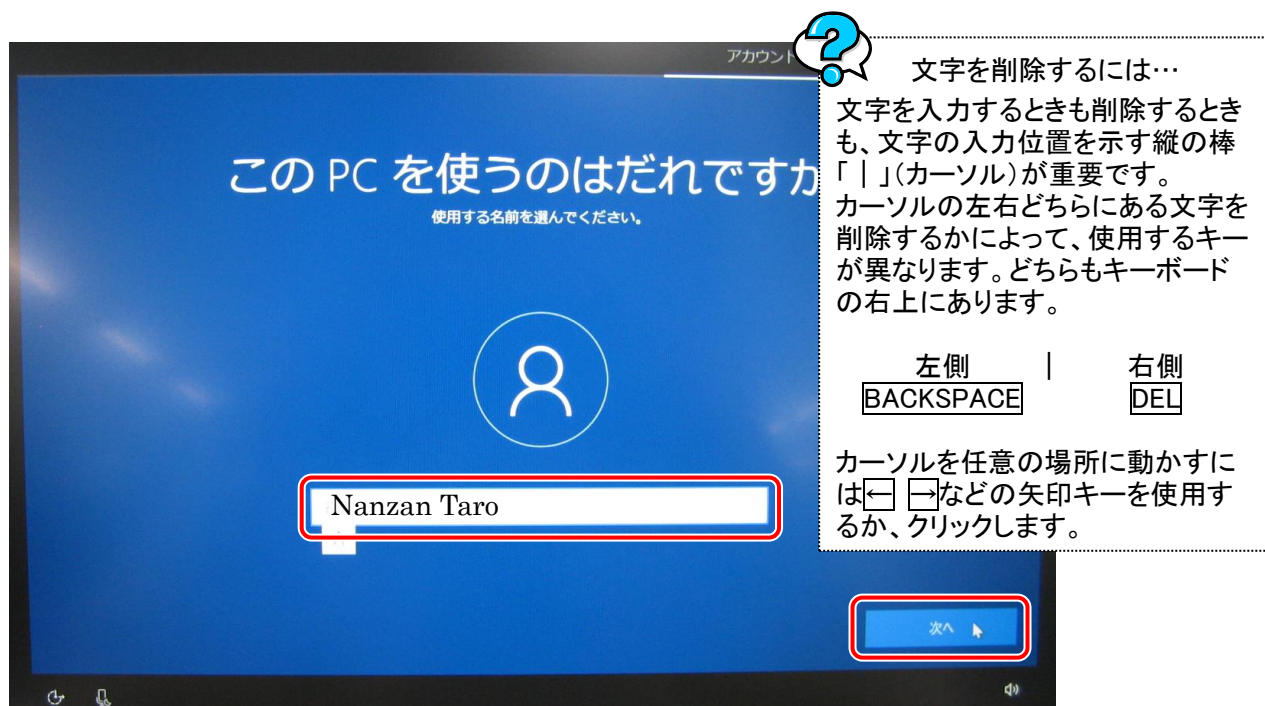 アカウント
このPCを使うのはだれですか
使用する名前を選んでください。
Nanzan Taro
次へ
文字を削除するには…
文字を入力するときも削除するとき
も、文字の入力位置を示す縦の棒
「｜」(カーソル)が重要です。
カーソルの左右どちらにある文字を
削除するかによって、使用するキー
が異なります。どちらもキーボード
の右上にあります。
左側 ｜ 右側
BACKSPACE DEL
カーソルを任意の場所に動かすに
は← →などの矢印キーを使用す
るか、クリックします。